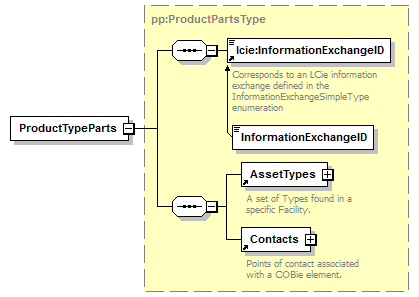 pp:ProductPartsType
lcie:InformationExchangeID
Corresponds to an LCie information
exchange defined in the
InformationExchangeSimpleType
enumeration
ProductTypeParts
InformationExchangeID
AssetTypes
A set of Types found in a
specific Facility.
Contacts
Points of contact associated
with a COBie element.